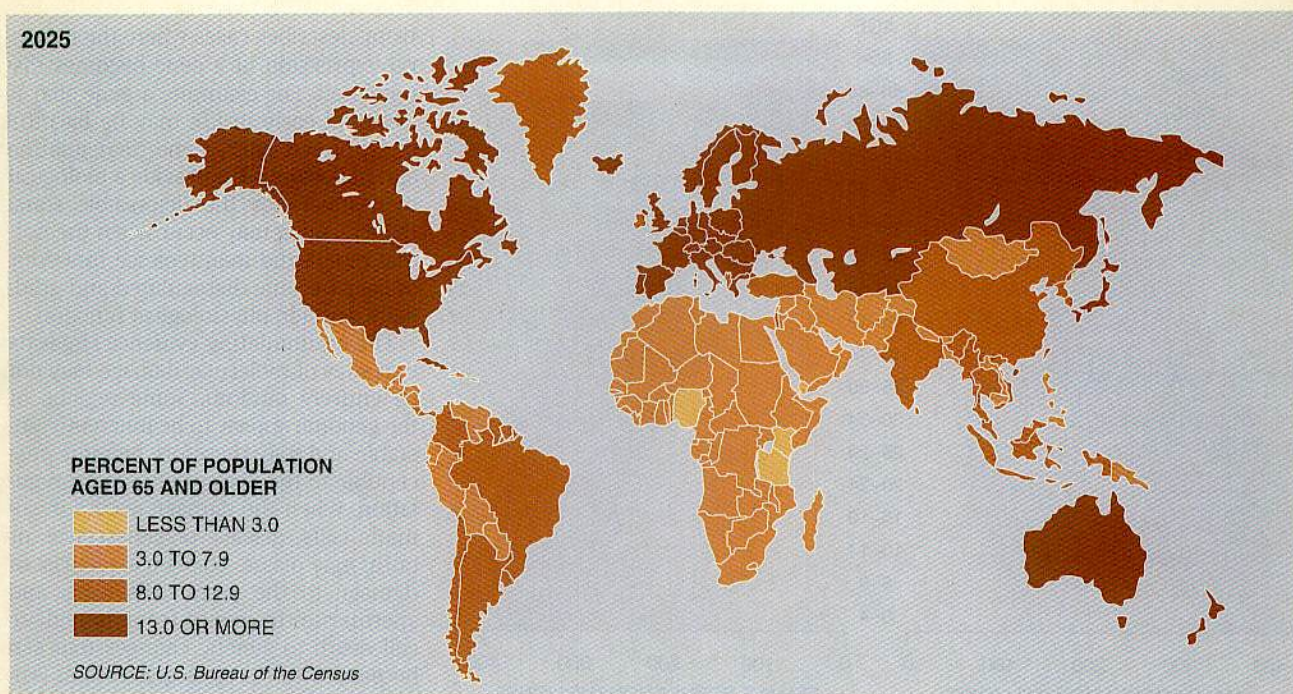 2025
PERCENT OF POPULATION
AGED 65 AND OLDER
LESS THAN 3.0
3.0 TO 7.9
8.0 TO 12.9
13.0 OR MORE
SOURCE: U.S. Bureau of the Census